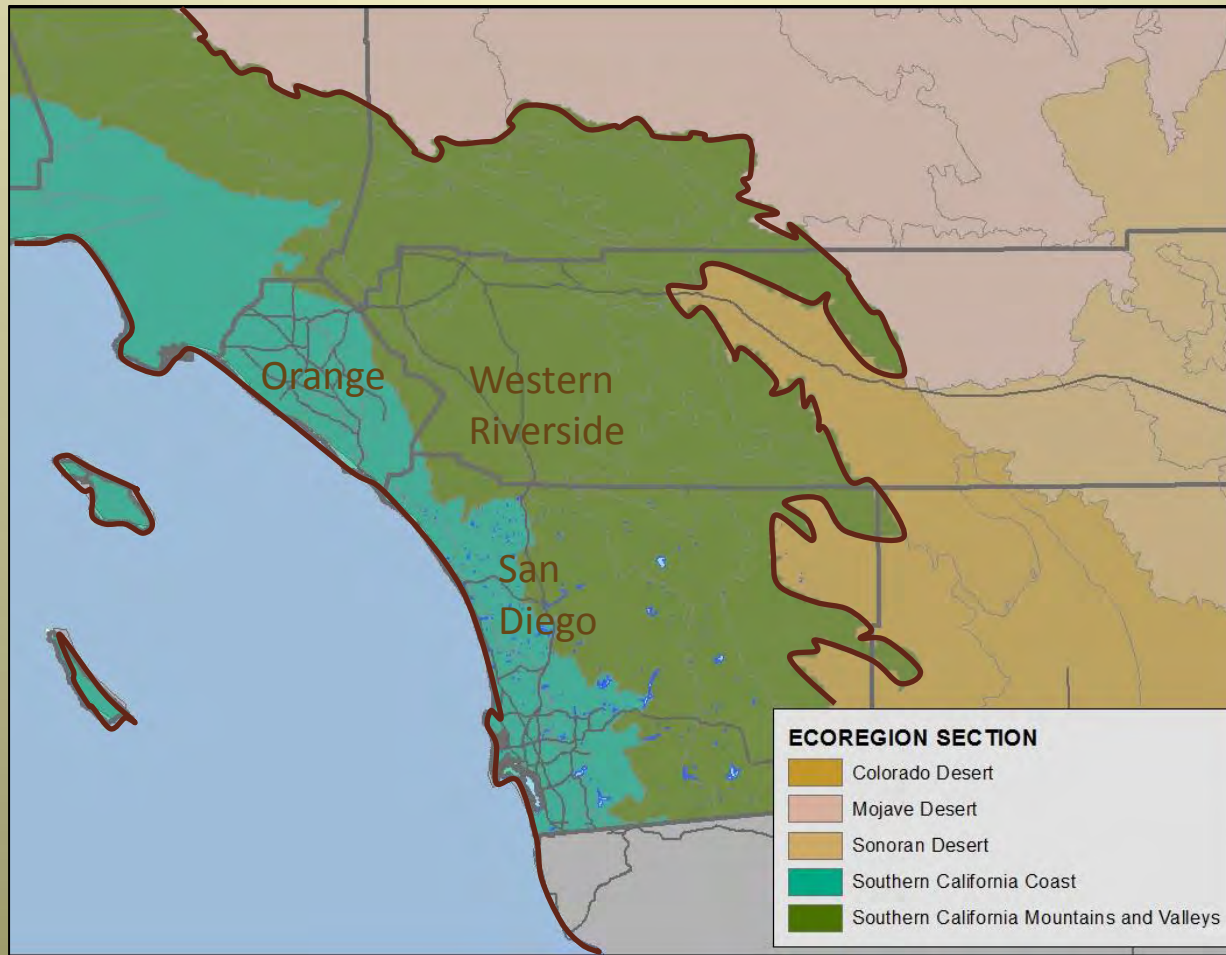 Orange
Western
Riverside
San
Diego
ECOREGION SECTION
Colorado Desert
Mojave Desert
Sonoran Desert
Southern California Coast
Southern California Mountains and Valleys